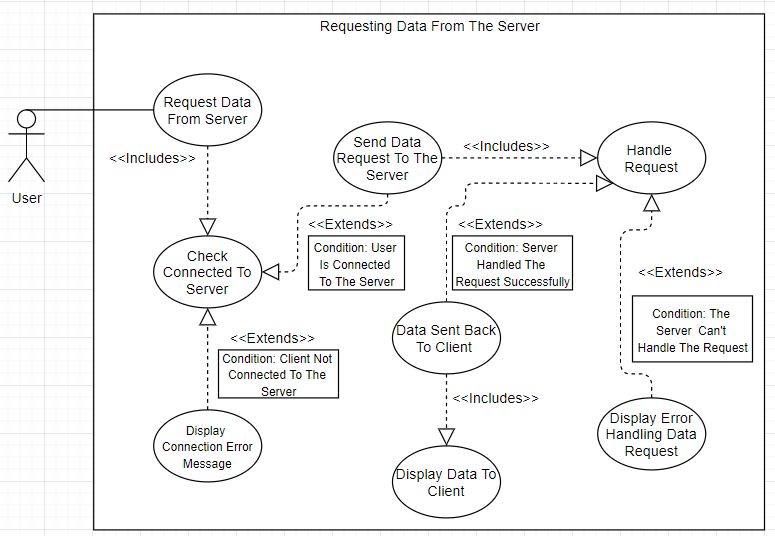 Requesting Data From The Server
Request Data
From Server
User
<<Includes>>
Send Data
Request To The
Server
<<Includes>>
Handle
Request
Check
Connected To
Server
<<Extends>>
Condition: User
Is Connected
To The Server
<<Extends>>
Condition: Server
Handled The
Request Successfully
<<Extends>>
Condition: The
Server Can't
Handle The Request
<<Extends>>
Condition: Client Not
Connected To The
Server
Data Sent Back
To Client
<<Includes>>
Display
Connection Error
Message
Display Data To
Client
Display Error
Handling Data
Request